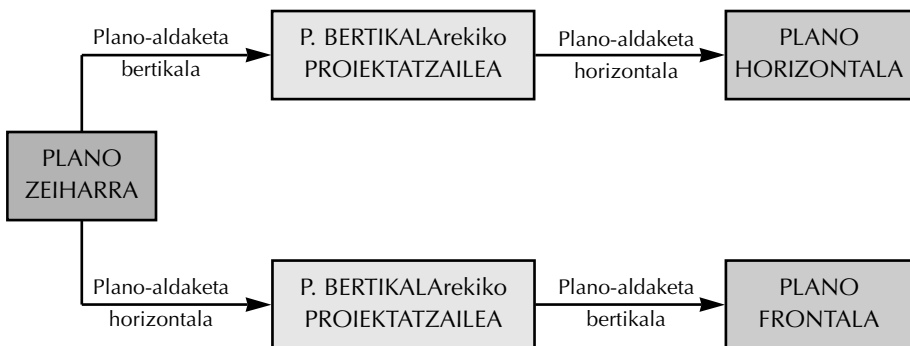 Plano-aldaketa
bertikala
P. BERTIKALArekiko
PROIEKTATZAILEA
Plano-aldaketa
horizontala
PLANO
HORIZONTALA
PLANO
ZEIHARRA
Plano-aldaketa
horizontala
P. BERTIKALArekiko
PROIEKTATZAILEA
Plano-aldaketa
bertikala
PLANO
FRONTALA